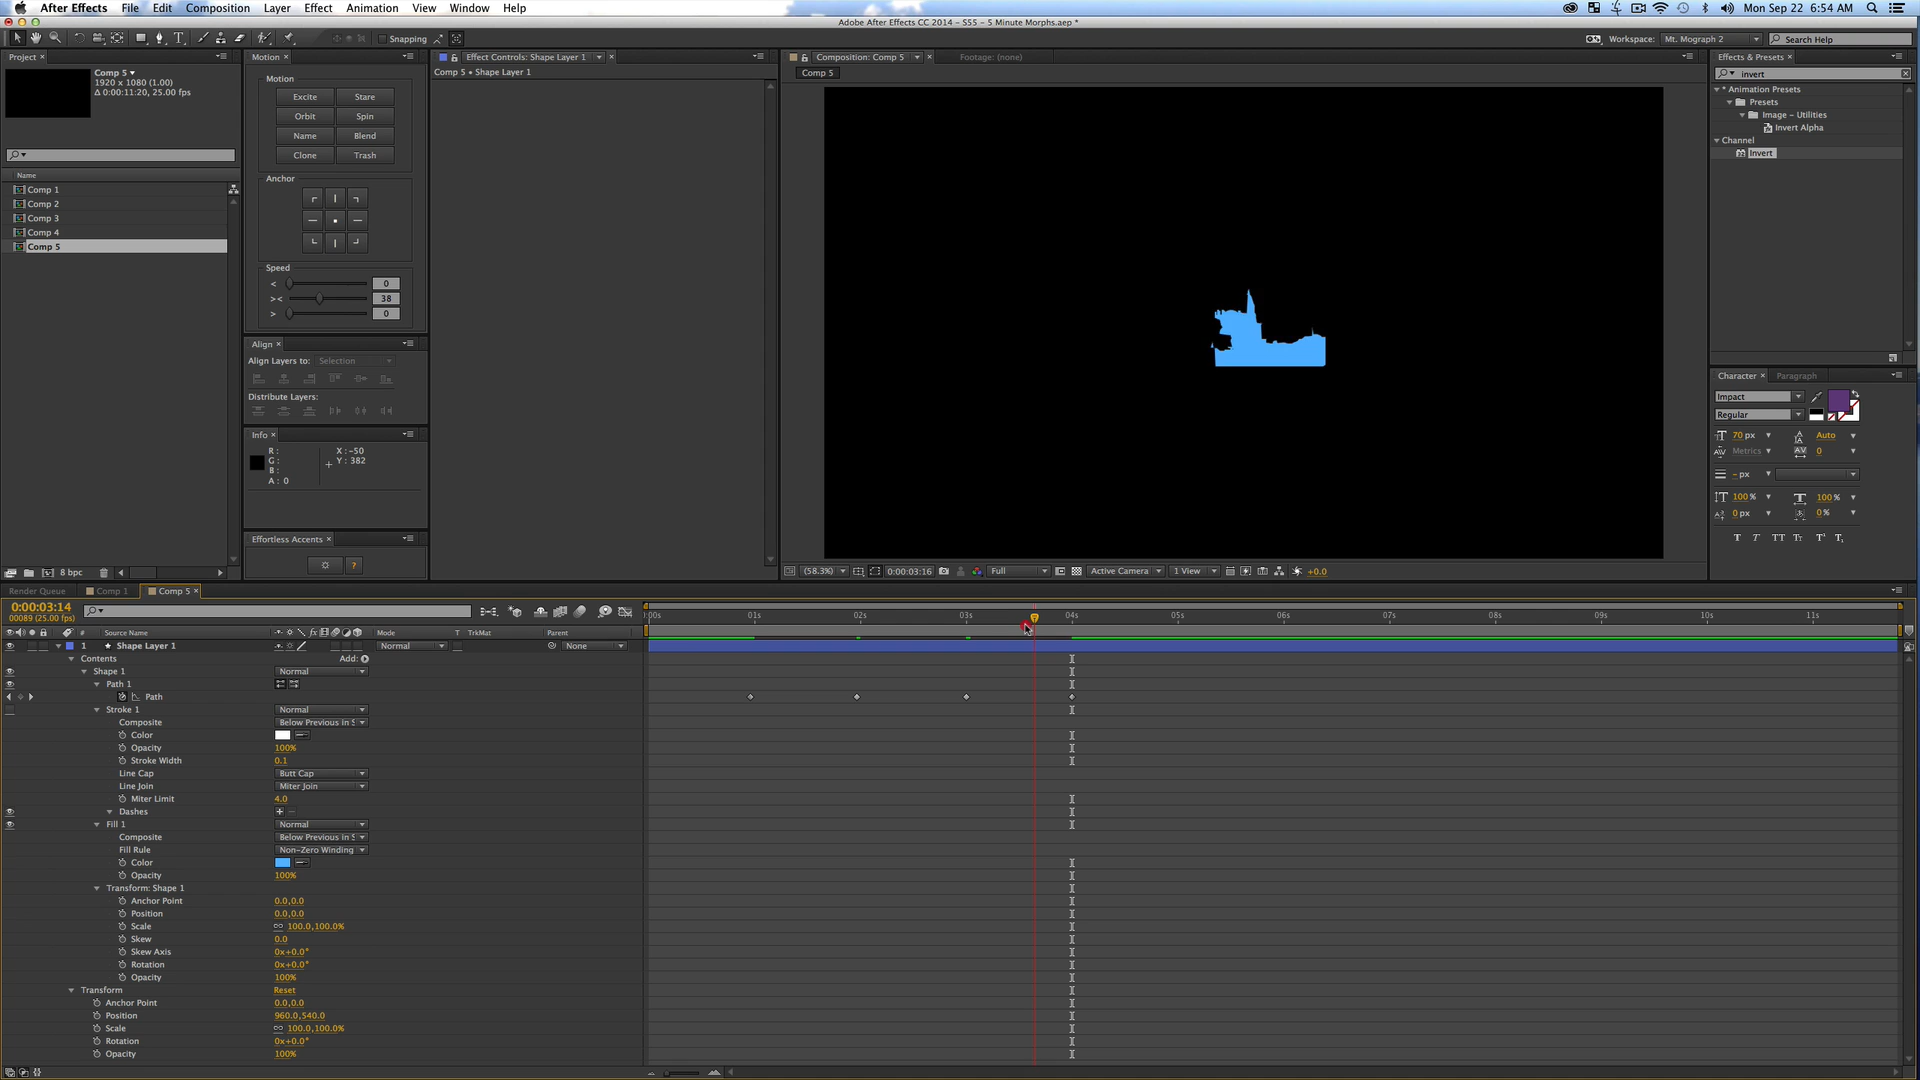 After Effects File Edit Composition Layer Effect Animation View Window Help Mon Sep 22 6:54 AM
Adobe After Effects CC 2014 - S55 - 5 Minute Morphs.aep *
Snapping Workspace: Mt. Mograph 2 Search Help
Project
Comp 5
1920 x 1080 (1.00)
Δ 0:00:11:20, 25.00 fps
Name
Comp 1
Comp 2
Comp 3
Comp 4
Comp 5
8 bpc
Motion
Motion
Excite Stare
Orbit Spin
Name Blend
Clone Trash
Anchor
Speed
< 0
>< 38
> 0
Align
Align Layers to: Selection
Distribute Layers:
Info
R :
G :
B :
A : 0
X : -50
Y : 382
Effortless Accents
?
Effect Controls: Shape Layer 1
Comp 5 • Shape Layer 1
Composition: Comp 5 Footage: (none)
Comp 5
(58.3%) 0:00:03:16 Full Active Camera 1 View +0.0
Effects & Presets
invert
* Animation Presets
Presets
Image - Utilities
Invert Alpha
Channel
Invert
Character Paragraph
Impact
Regular
70 px Auto
Metrics 0
- px
100 % 100 %
0 px 0 %
T T TT Tr T¹ T₁
Render Queue Comp 1 Comp 5
0:00:03:14
00089 (25.00 fps)
:00s 01s 02s 03s 04s 05s 06s 07s 08s 09s 10s 11s
# Source Name fx Mode T TrkMat Parent
1 Shape Layer 1 Normal None
Contents Add:
Shape 1 Normal
Path 1
Path
Stroke 1 Normal
Composite Below Previous in S
Color
Opacity 100%
Stroke Width 0.1
Line Cap Butt Cap
Line Join Miter Join
Miter Limit 4.0
Dashes + -
Fill 1 Normal
Composite Below Previous in S
Fill Rule Non-Zero Winding
Color
Opacity 100%
Transform: Shape 1
Anchor Point 0.0,0.0
Position 0.0,0.0
Scale 100.0,100.0%
Skew 0.0
Skew Axis 0x+0.0°
Rotation 0x+0.0°
Opacity 100%
Transform Reset
Anchor Point 0.0,0.0
Position 960.0,540.0
Scale 100.0,100.0%
Rotation 0x+0.0°
Opacity 100%